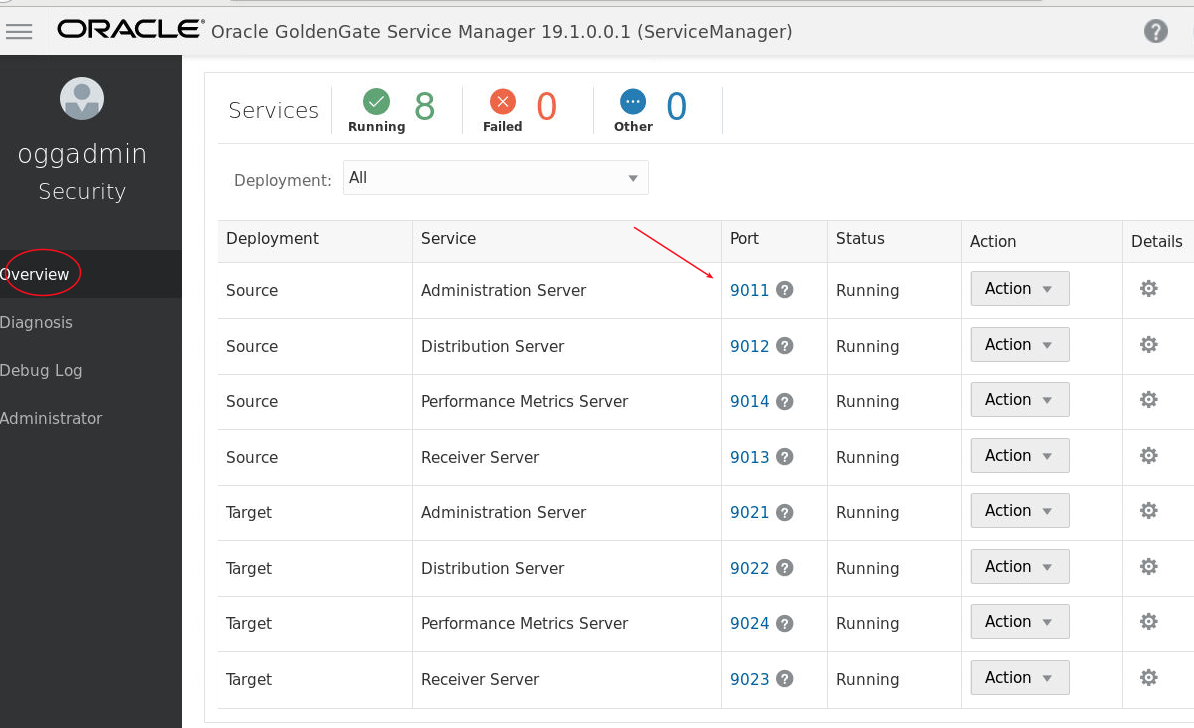 ORACLE® Oracle GoldenGate Service Manager 19.1.0.0.1 (ServiceManager) ?
oggadmin
Security
Overview
Diagnosis
Debug Log
Administrator
Services Running 8 Failed 0 Other 0
Deployment: All
Deployment Service Port Status Action Details
Source Administration Server 9011 ? Running Action
Source Distribution Server 9012 ? Running Action
Source Performance Metrics Server 9014 ? Running Action
Source Receiver Server 9013 ? Running Action
Target Administration Server 9021 ? Running Action
Target Distribution Server 9022 ? Running Action
Target Performance Metrics Server 9024 ? Running Action
Target Receiver Server 9023 ? Running Action